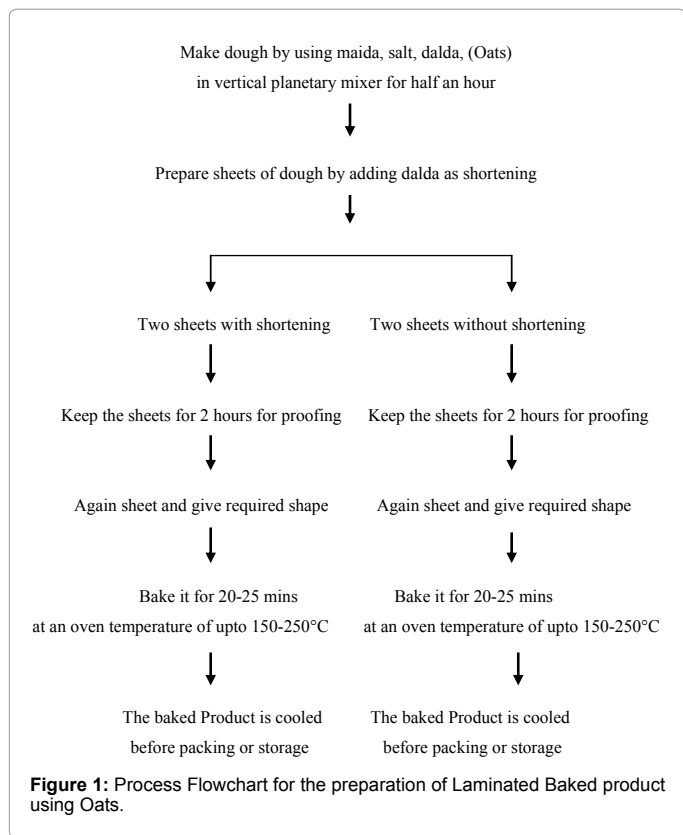 Make dough by using maida, salt, dalda, (Oats)
in vertical planetary mixer for half an hour
Prepare sheets of dough by adding dalda as shortening
Two sheets with shortening
Two sheets without shortening
Keep the sheets for 2 hours for proofing
Keep the sheets for 2 hours for proofing
Again sheet and give required shape
Again sheet and give required shape
Bake it for 20-25 mins
at an oven temperature of upto 150-250°C
Bake it for 20-25 mins
at an oven temperature of upto 150-250°C
The baked Product is cooled
before packing or storage
The baked Product is cooled
before packing or storage
Figure 1: Process Flowchart for the preparation of Laminated Baked product
using Oats.